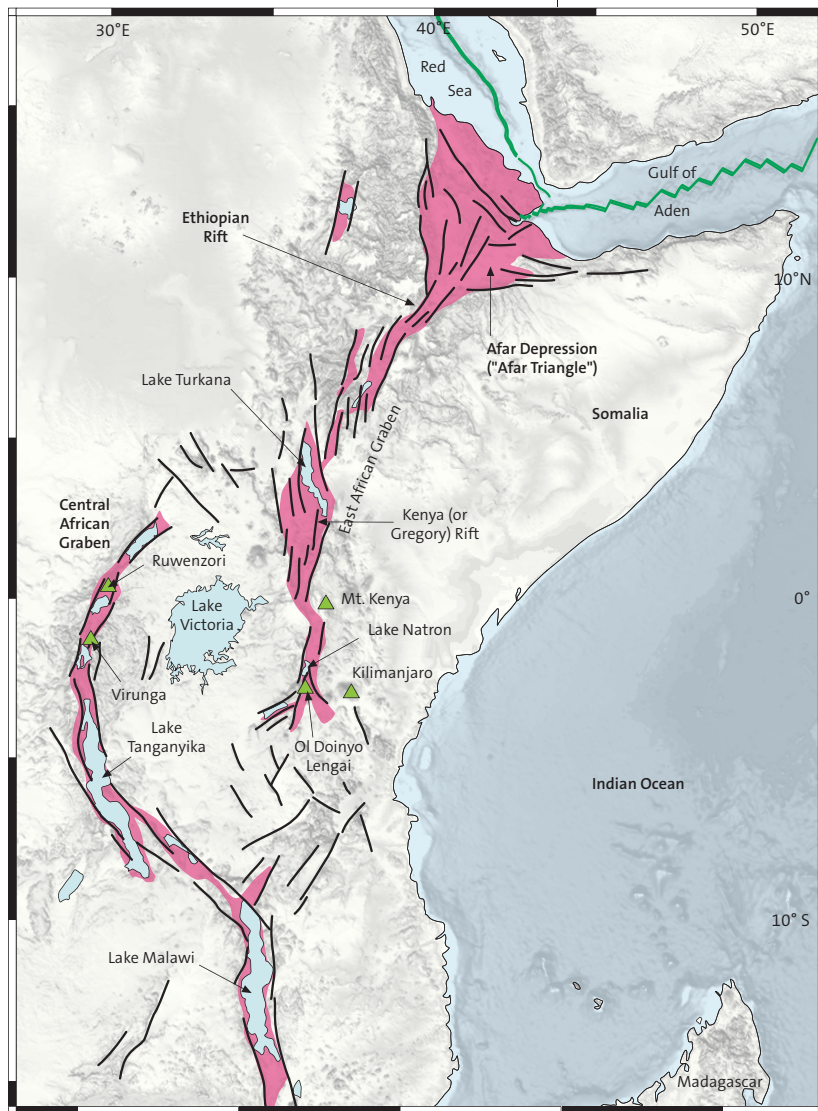 30°E
40°E
50°E
Red
Sea
Gulf of
Aden
Ethiopian
Rift
10°N
Afar Depression
("Afar Triangle")
Lake Turkana
Somalia
East African Graben
Central
African
Graben
Kenya (or
Gregory) Rift
Ruwenzori
Lake
Victoria
Mt. Kenya
0°
Lake Natron
Kilimanjaro
Virunga
Lake
Tanganyika
Ol Doinyo
Lengai
Indian Ocean
10° S
Lake Malawi
Madagascar